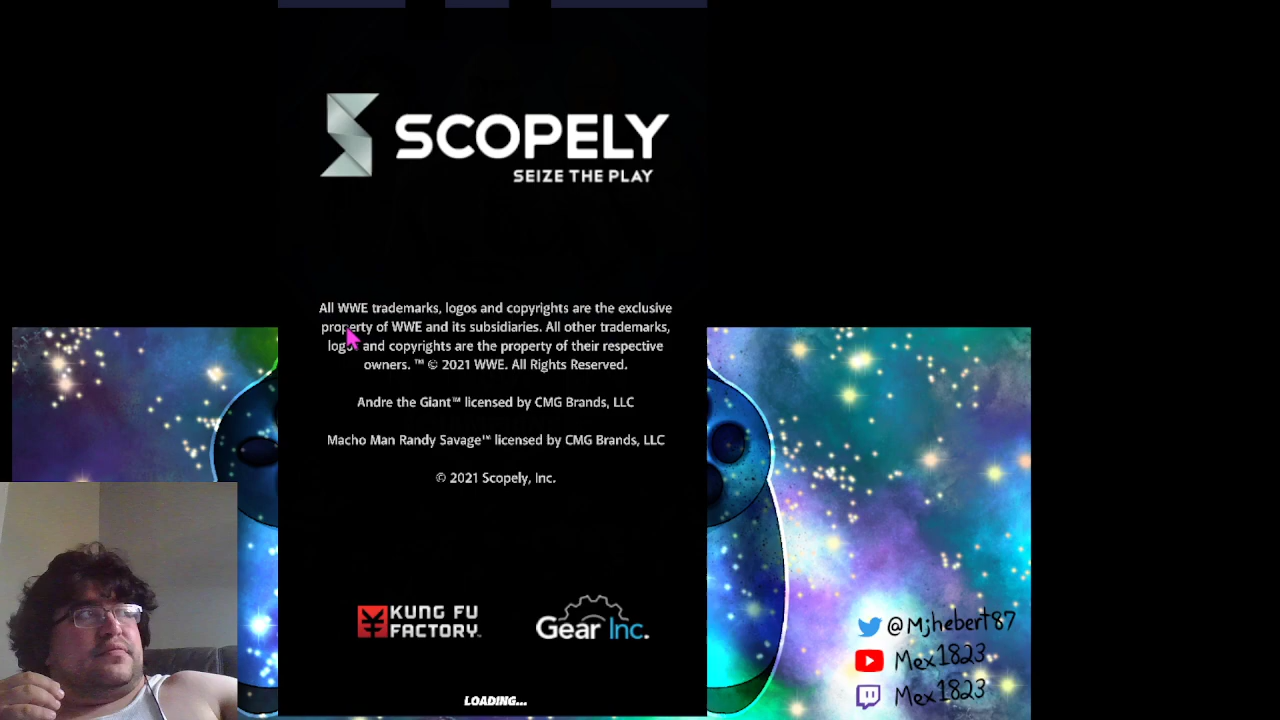 SCOPELY
SEIZE THE PLAY
All WWE trademarks, logos and copyrights are the exclusive
property of WWE and its subsidiaries. All other trademarks,
logos and copyrights are the property of their respective
owners. ™ © 2021 WWE. All Rights Reserved.
Andre the Giant™ licensed by CMG Brands, LLC
Macho Man Randy Savage™ licensed by CMG Brands, LLC
© 2021 Scopely, Inc.
KUNG FU
FACTORY™
Gear Inc.
@Mjhebert87
Mex1823
Mex1823
LOADING...